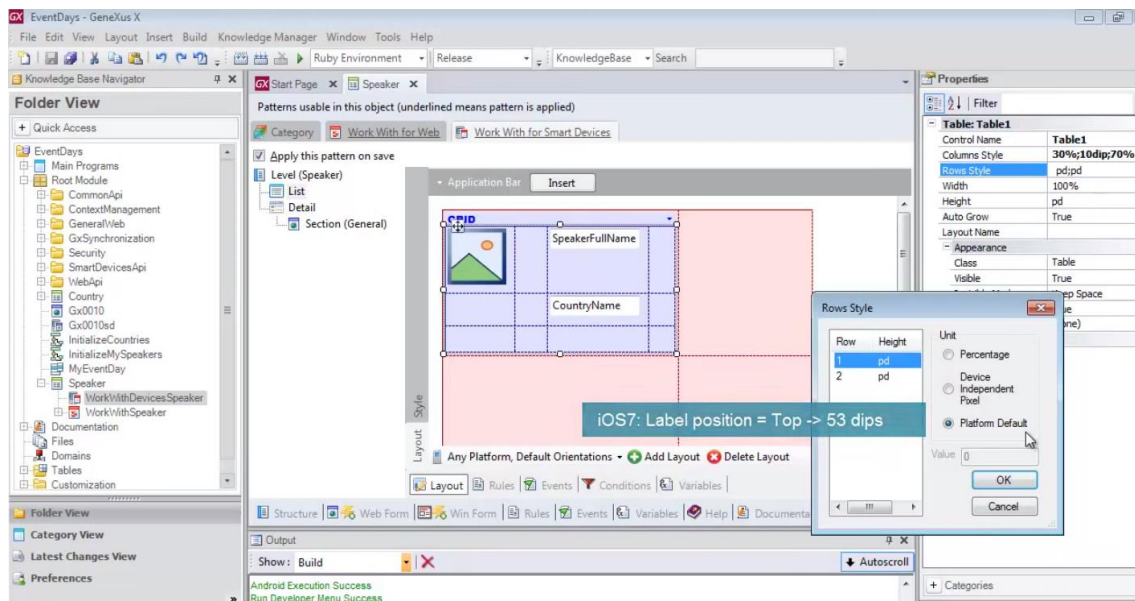 EventDays - GeneXus X
File Edit View Layout Insert Build Knowledge Manager Window Tools Help
Ruby Environment Release KnowledgeBase Search
Knowledge Base Navigator
Folder View
+ Quick Access
EventDays
Main Programs
Root Module
CommonApi
ContextManagement
GeneralWeb
GxSynchronization
Security
SmartDevicesApi
WebApi
Country
Gx0010
Gx0010sd
InitializeCountries
InitializeMySpeakers
MyEventDay
Speaker
WorkWithDevicesSpeaker
WorkWithSpeaker
Documentation
Files
Domains
Tables
Customization
Folder View
Category View
Latest Changes View
Preferences
Start Page Speaker
Patterns usable in this object (underlined means pattern is applied)
Category Work With for Web Work With for Smart Devices
Apply this pattern on save
Level (Speaker)
List
Detail
Section (General)
Application Bar Insert
GRID
SpeakerFullName
CountryName
Style
Layout
iOS7: Label position = Top -> 53 dips
Any Platform, Default Orientations Add Layout Delete Layout
Layout Rules Events Conditions Variables
Structure Web Form Win Form Rules Events Variables Help Documenta
Output
Show: Build Autoscroll
Android Execution Success
Run Developer Menu Success
Properties
Filter
Table: Table1
Control Name Table1
Columns Style 30%;10dip;70%
Rows Style pd;pd
Width 100%
Height pd
Auto Grow True
Layout Name
Appearance
Class Table
Visible True
Rows Style
Row Height
1 pd
2 pd
Unit
Percentage
Device Independent Pixel
Platform Default
Value 0
OK
Cancel
+ Categories